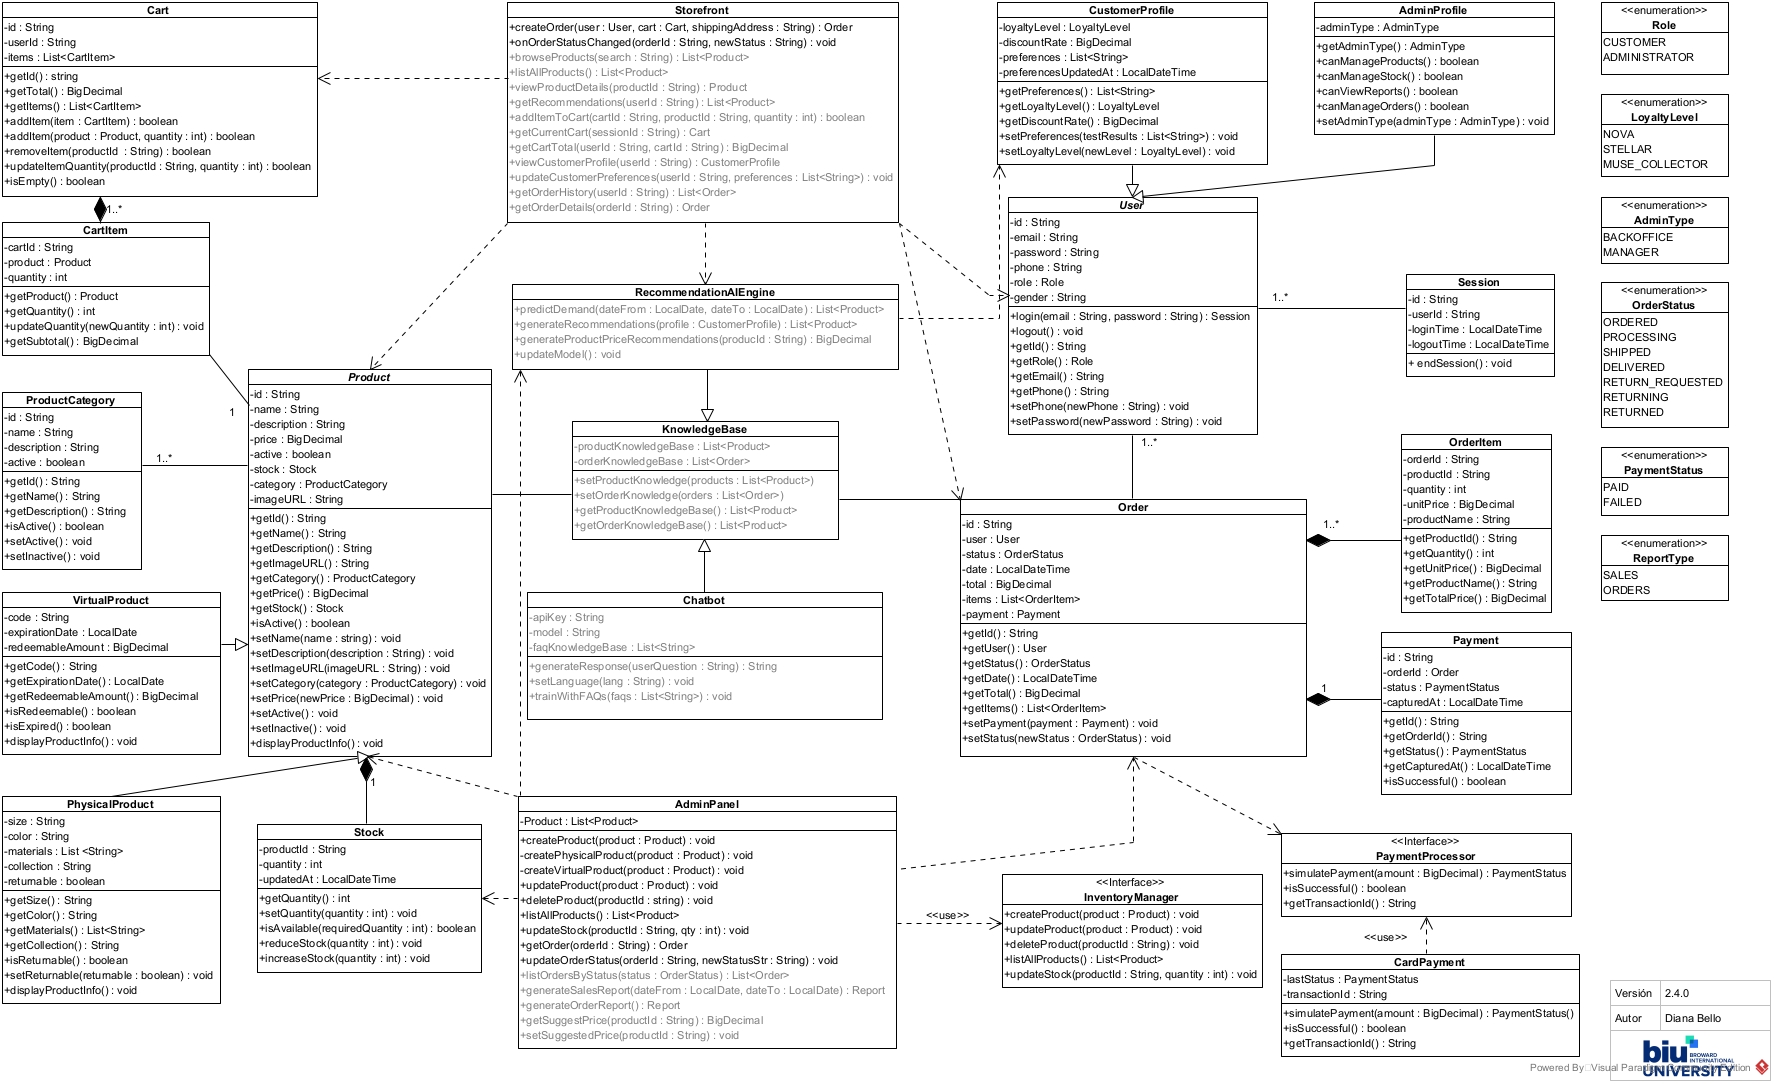 Cart
-id : String
-userId : String
-items : List<CartItem>
+getId() : string
+getTotal() : BigDecimal
+getItems() : List<CartItem>
+addItem(item : CartItem) : boolean
+addItem(product : Product, quantity : int) : boolean
+removeItem(productId : String) : boolean
+updateItemQuantity(productId : String, quantity : int) : boolean
+isEmpty() : boolean
1..*
CartItem
-cartId : String
-product : Product
-quantity : int
+getProduct() : Product
+getQuantity() : int
+updateQuantity(newQuantity : int) : void
+getSubtotal() : BigDecimal
1
ProductCategory
-id : String
-name : String
-description : String
-active : boolean
+getId() : String
+getName() : String
+getDescription() : String
+isActive() : boolean
+setActive() : void
+setInactive() : void
1..*
VirtualProduct
-code : String
-expirationDate : LocalDate
-redeemableAmount : BigDecimal
+getCode() : String
+getExpirationDate() : LocalDate
+getRedeemableAmount() : BigDecimal
+isRedeemable() : boolean
+isExpired() : boolean
+displayProductInfo() : void
PhysicalProduct
-size : String
-color : String
-materials : List <String>
-collection : String
-returnable : boolean
+getSize() : String
+getColor() : String
+getMaterials() : List<String>
+getCollection() : String
+isReturnable() : boolean
+setReturnable(returnable : boolean) : void
+displayProductInfo() : void
Product
-id : String
-name : String
-description : String
-price : BigDecimal
-active : boolean
-stock : Stock
-category : ProductCategory
-imageURL : String
+getId() : String
+getName() : String
+getDescription() : String
+getImageURL() : String
+getCategory() : ProductCategory
+getPrice() : BigDecimal
+getStock() : Stock
+isActive() : boolean
+setName(name : string) : void
+setDescription(description : String) : void
+setImageURL(imageURL : String) : void
+setCategory(category : ProductCategory) : void
+setPrice(newPrice : BigDecimal) : void
+setActive() : void
+setInactive() : void
+displayProductInfo() : void
1
Stock
-productId : String
-quantity : int
-updatedAt : LocalDateTime
+getQuantity() : int
+setQuantity(quantity : int) : void
+isAvailable(requiredQuantity : int) : boolean
+reduceStock(quantity : int) : void
+increaseStock(quantity : int) : void
Storefront
+createOrder(user : User, cart : Cart, shippingAddress : String) : Order
+onOrderStatusChanged(orderId : String, newStatus : String) : void
+browseProducts(search : String) : List<Product>
+listAllProducts() : List<Product>
+viewProductDetails(productId : String) : Product
+getRecommendations(userId : String) : List<Product>
+addItemToCart(cartId : String, productId : String, quantity : int) : boolean
+getCurrentCart(sessionId : String) : Cart
+getCartTotal(userId : String, cartId : String) : BigDecimal
+viewCustomerProfile(userId : String) : CustomerProfile
+updateCustomerPreferences(userId : String, preferences : List<String>) : void
+getOrderHistory(userId : String) : List<Order>
+getOrderDetails(orderId : String) : Order
RecommendationAIEngine
+predictDemand(dateFrom : LocalDate, dateTo : LocalDate) : List<Product>
+generateRecommendations(profile : CustomerProfile) : List<Product>
+generateProductPriceRecommendations(producId : String) : BigDecimal
+updateModel() : void
KnowledgeBase
-productKnowledgeBase : List<Product>
-orderKnowledgeBase : List<Order>
+setProductKnowledge(products : List<Product>)
+setOrderKnowledge(orders : List<Order>)
+getProductKnowledgeBase() : List<Product>
+getOrderKnowledgeBase() : List<Product>
Chatbot
-apiKey : String
-model : String
-faqKnowledgeBase : List<String>
+generateResponse(userQuestion : String) : String
+setLanguage(lang : String) : void
+trainWithFAQs(faqs : List<String>) : void
AdminPanel
-Product : List<Product>
+createProduct(product : Product) : void
-createPhysicalProduct(product : Product) : void
-createVirtualProduct(product : Product) : void
+updateProduct(product : Product) : void
+deleteProduct(productId : string) : void
+listAllProducts() : List<Product>
+updateStock(productId : String, qty : int) : void
+getOrder(orderId : String) : Order
+updateOrderStatus(orderId : String, newStatusStr : String) : void
+listOrdersByStatus(status : OrderStatus) : List<Order>
+generateSalesReport(dateFrom : LocalDate, dateTo : LocalDate) : Report
+generateOrderReport() : Report
+getSuggestPrice(productId : String) : BigDecimal
+setSuggestedPrice(productId : String) : void
CustomerProfile
-loyaltyLevel : LoyaltyLevel
-discountRate : BigDecimal
-preferences : List<String>
-preferencesUpdatedAt : LocalDateTime
+getPreferences() : List<String>
+getLoyaltyLevel() : LoyaltyLevel
+getDiscountRate() : BigDecimal
+setPreferences(testResults : List<String>) : void
+setLoyaltyLevel(newLevel : LoyaltyLevel) : void
AdminProfile
-adminType : AdminType
+getAdminType() : AdminType
+canManageProducts() : boolean
+canManageStock() : boolean
+canViewReports() : boolean
+canManageOrders() : boolean
+setAdminType(adminType : AdminType) : void
User
-id : String
-email : String
-password : String
-phone : String
-role : Role
-gender : String
+login(email : String, password : String) : Session
+logout() : void
+getId() : String
+getRole() : Role
+getEmail() : String
+getPhone() : String
+setPhone(newPhone : String) : void
+setPassword(newPassword : String) : void
1..*
1..*
Session
-id : String
-userId : String
-loginTime : LocalDateTime
-logoutTime : LocalDateTime
+ endSession() : void
Order
-id : String
-user : User
-status : OrderStatus
-date : LocalDateTime
-total : BigDecimal
-items : List<OrderItem>
-payment : Payment
+getId() : String
+getUser() : User
+getStatus() : OrderStatus
+getDate() : LocalDateTime
+getTotal() : BigDecimal
+getItems() : List<OrderItem>
+setPayment(payment : Payment) : void
+setStatus(newStatus : OrderStatus) : void
1..*
1
OrderItem
-orderId : String
-productId : String
-quantity : int
-unitPrice : BigDecimal
-productName : String
+getProductId() : String
+getQuantity() : int
+getUnitPrice() : BigDecimal
+getProductName() : String
+getTotalPrice() : BigDecimal
Payment
-id : String
-orderId : Order
-status : PaymentStatus
-capturedAt : LocalDateTime
+getId() : String
+getOrderId() : String
+getStatus() : PaymentStatus
+getCapturedAt() : LocalDateTime
+isSuccessful() : boolean
<<use>>
<<Interface>>
InventoryManager
+createProduct(product : Product) : void
+updateProduct(product : Product) : void
+deleteProduct(productId : String) : void
+listAllProducts() : List<Product>
+updateStock(productId : String, quantity : int) : void
<<Interface>>
PaymentProcessor
+simulatePayment(amount : BigDecimal) : PaymentStatus
+isSuccessful() : boolean
+getTransactionId() : String
<<use>>
CardPayment
-lastStatus : PaymentStatus
-transactionId : String
+simulatePayment(amount : BigDecimal) : PaymentStatus()
+isSuccessful() : boolean
+getTransactionId() : String
<<enumeration>>
Role
CUSTOMER
ADMINISTRATOR
<<enumeration>>
LoyaltyLevel
NOVA
STELLAR
MUSE_COLLECTOR
<<enumeration>>
AdminType
BACKOFFICE
MANAGER
<<enumeration>>
OrderStatus
ORDERED
PROCESSING
SHIPPED
DELIVERED
RETURN_REQUESTED
RETURNING
RETURNED
<<enumeration>>
PaymentStatus
PAID
FAILED
<<enumeration>>
ReportType
SALES
ORDERS
Versión 2.4.0
Autor Diana Bello
biu BROWARD INTERNATIONAL
UNIVERSITY
Powered By Visual Paradigm Community Edition